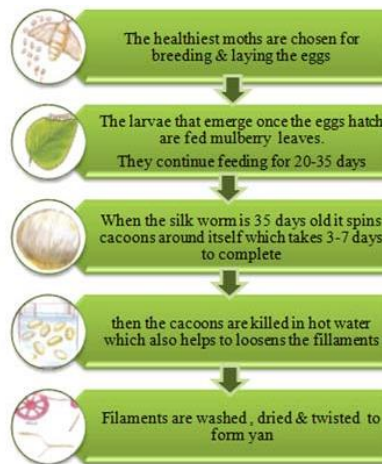 The healthiest moths are chosen for
breeding & laying the eggs
The larvae that emerge once the eggs hatch
are fed mulberry leaves.
They continue feeding for 20-35 days
When the silk worm is 35 days old it spins
cacoons around itself which takes 3-7 days
to complete
then the cacoons are killed in hot water
which also helps to loosens the fillaments
Filaments are washed , dried & twisted to
form yan